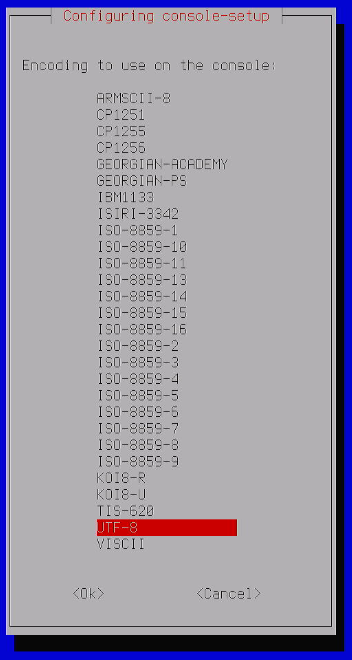 Configuring console-setup
Encoding to use on the console:
ARMSCII-8
CP1251
CP1255
CP1256
GEORGIAN-ACADEMY
GEORGIAN-PS
IBM1133
ISIRI-3342
ISO-8859-1
ISO-8859-10
ISO-8859-11
ISO-8859-13
ISO-8859-14
ISO-8859-15
ISO-8859-16
ISO-8859-2
ISO-8859-3
ISO-8859-4
ISO-8859-5
ISO-8859-6
ISO-8859-7
ISO-8859-8
ISO-8859-9
KOI8-R
KOI8-U
TIS-620
UTF-8
VISCII
<Ok> <Cancel>